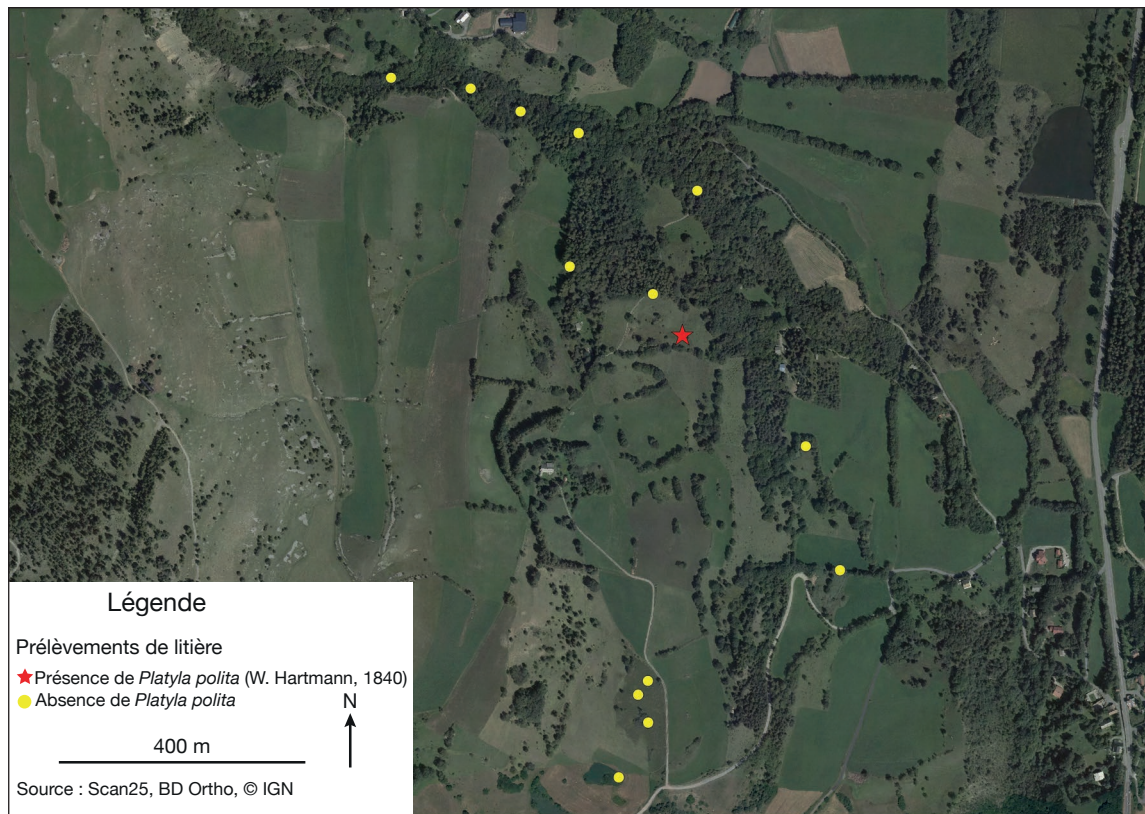 Légende
Prélèvements de litière
Présence de Platyla polita (W. Hartmann, 1840)
Absence de Platyla polita
N
400 m
Source : Scan25, BD Ortho, © IGN